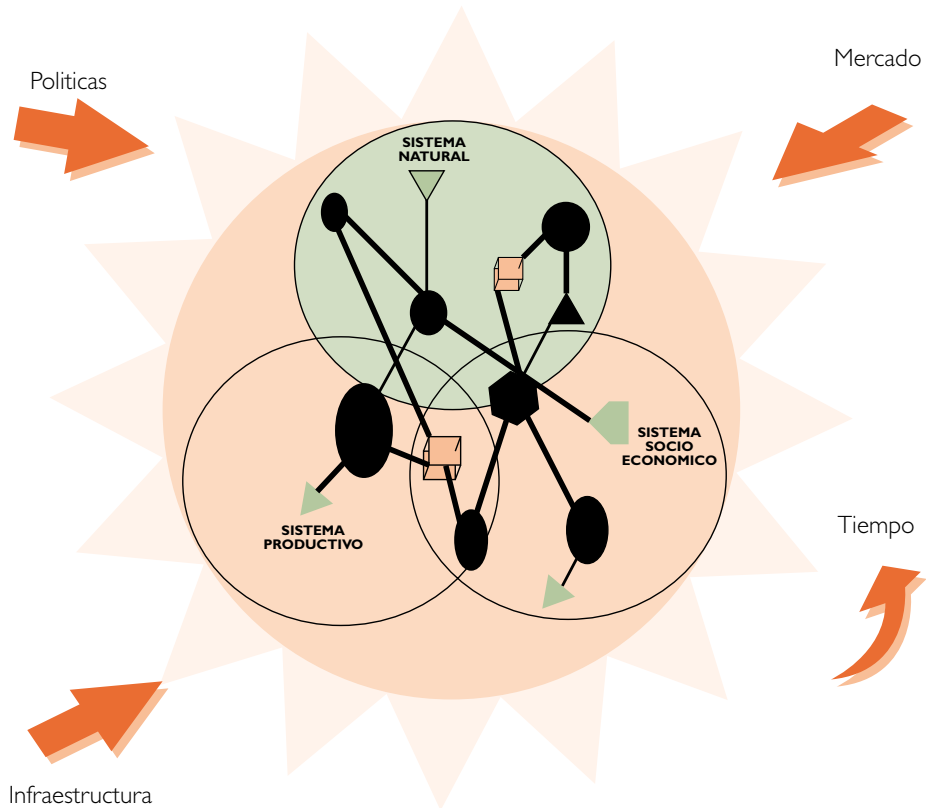 Mercado
Politicas
SISTEMA
NATURAL
SISTEMA
SOCIO
ECONOMICO
Tiempo
SISTEMA
PRODUCTIVO
Infraestructura